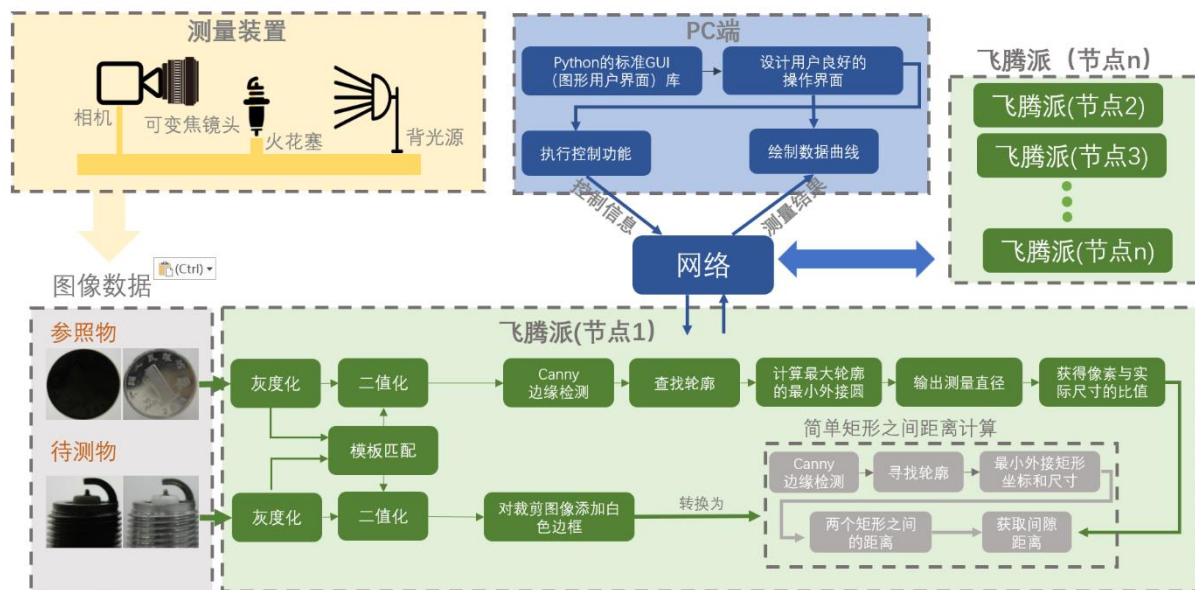 测量装置
相机
可变焦镜头
火花塞
背光源
PC端
Python的标准GUI
（图形用户界面）库
设计用户良好的
操作界面
执行控制功能
绘制数据曲线
控制信息
测量结果
网络
飞腾派（节点n）
飞腾派(节点2)
飞腾派(节点3)
飞腾派(节点n)
(Ctrl)
图像数据
参照物
待测物
飞腾派(节点1）
灰度化
二值化
Canny
边缘检测
查找轮廓
计算最大轮廓
的最小外接圆
输出测量直径
获得像素与实
际尺寸的比值
模板匹配
灰度化
二值化
对裁剪图像添加白
色边框
转换为
简单矩形之间距离计算
Canny
边缘检测
寻找轮廓
最小外接矩形
坐标和尺寸
两个矩形之间
的距离
获取间隙
距离